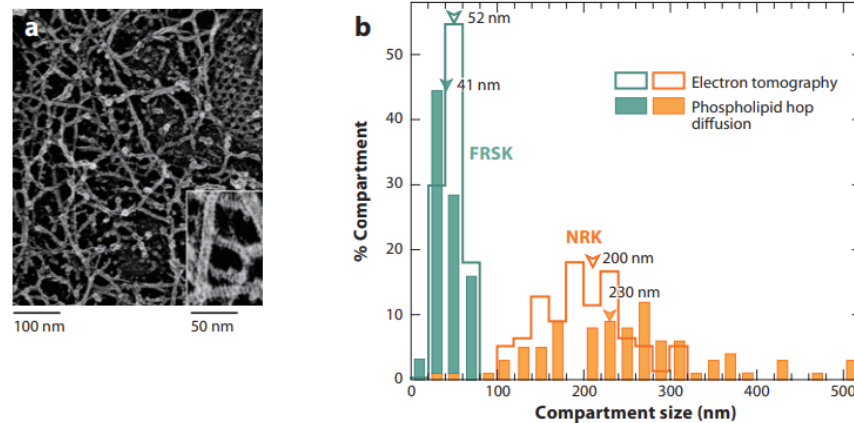 a
100 nm
50 nm
b
% Compartment
50
40
30
20
10
0
52 nm
41 nm
FRSK
NRK
200 nm
230 nm
Electron tomography
Phospholipid hop
diffusion
0
100
200
300
400
500
Compartment size (nm)